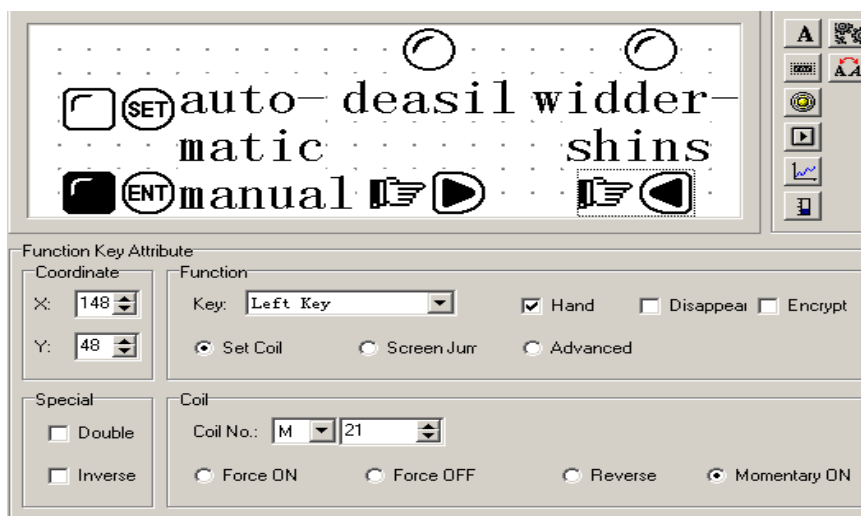 auto- deasil widder-
SET
matic shins
ENT manual
A
A A
Function Key Attribute
Coordinate
X: 148
Y: 48
Function
Key: Left Key Hand Disappear Encrypt
Set Coil Screen Jum Advanced
Special
Double
Inverse
Coil
Coil No.: M 21
Force ON Force OFF Reverse Momentary ON